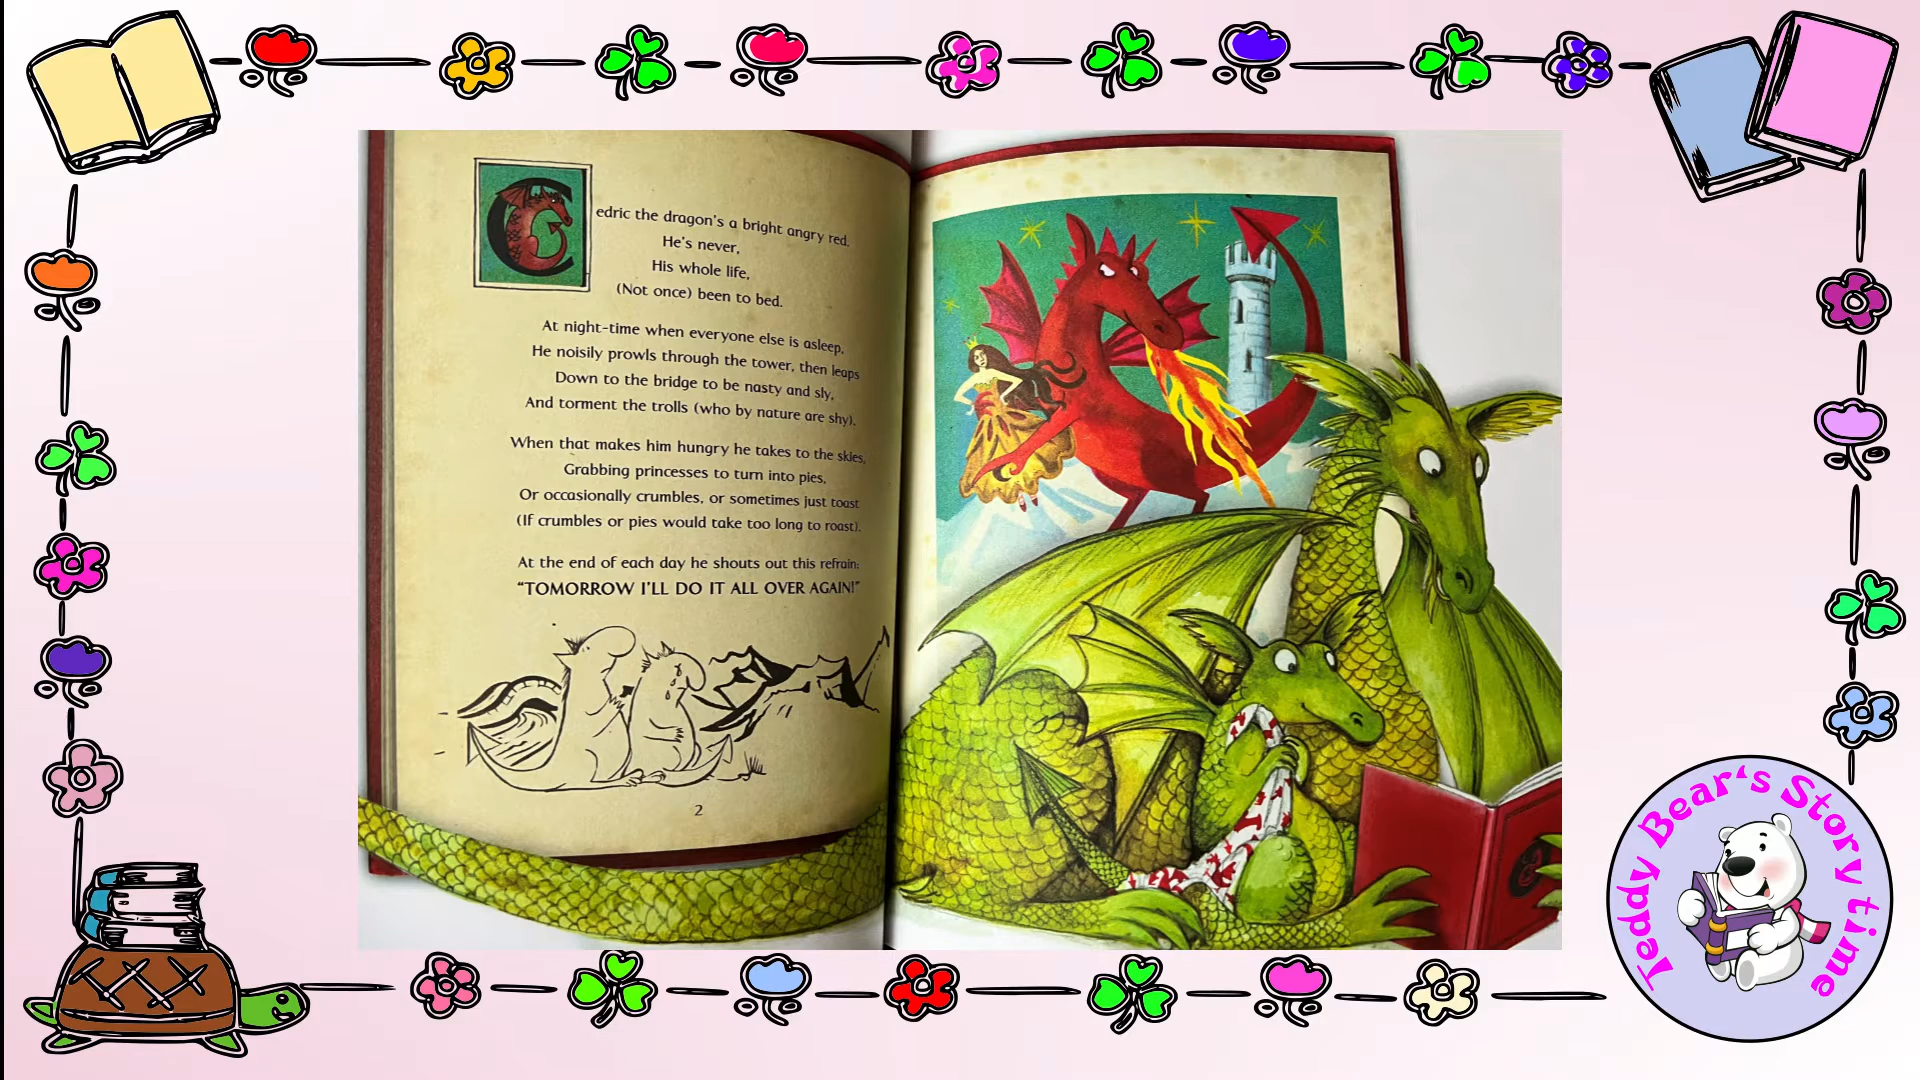 Cedric the dragon's a bright angry red.
He's never,
His whole life,
(Not once) been to bed.
At night-time when everyone else is asleep,
He noisily prowls through the tower, then leaps
Down to the bridge to be nasty and sly,
And torment the trolls (who by nature are shy).
When that makes him hungry he takes to the skies,
Grabbing princesses to turn into pies,
Or occasionally crumbles, or sometimes just toast
(If crumbles or pies would take too long to roast).
At the end of each day he shouts out this refrain:
"TOMORROW I'LL DO IT ALL OVER AGAIN!"
2
Teddy Bear's Story time